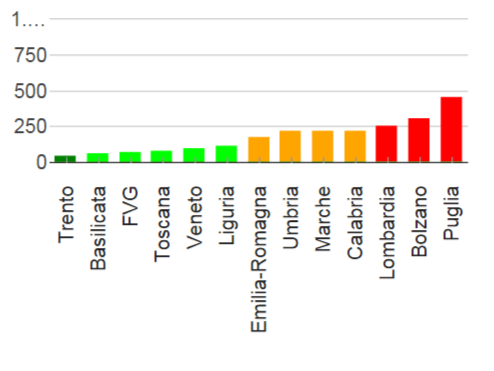 1....
750
500
250
0
Trento
Basilicata
FVG
Toscana
Veneto
Liguria
Emilia-Romagna
Umbria
Marche
Calabria
Lombardia
Bolzano
Puglia